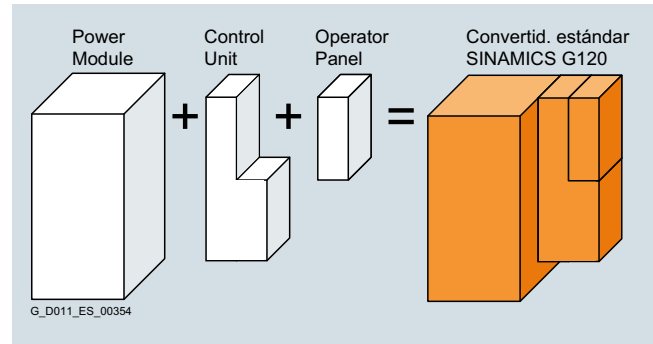 Power
Module
Control
Unit
Operator
Panel
Convertid. estándar
SINAMICS G120
+ + =
G_D011_ES_00354